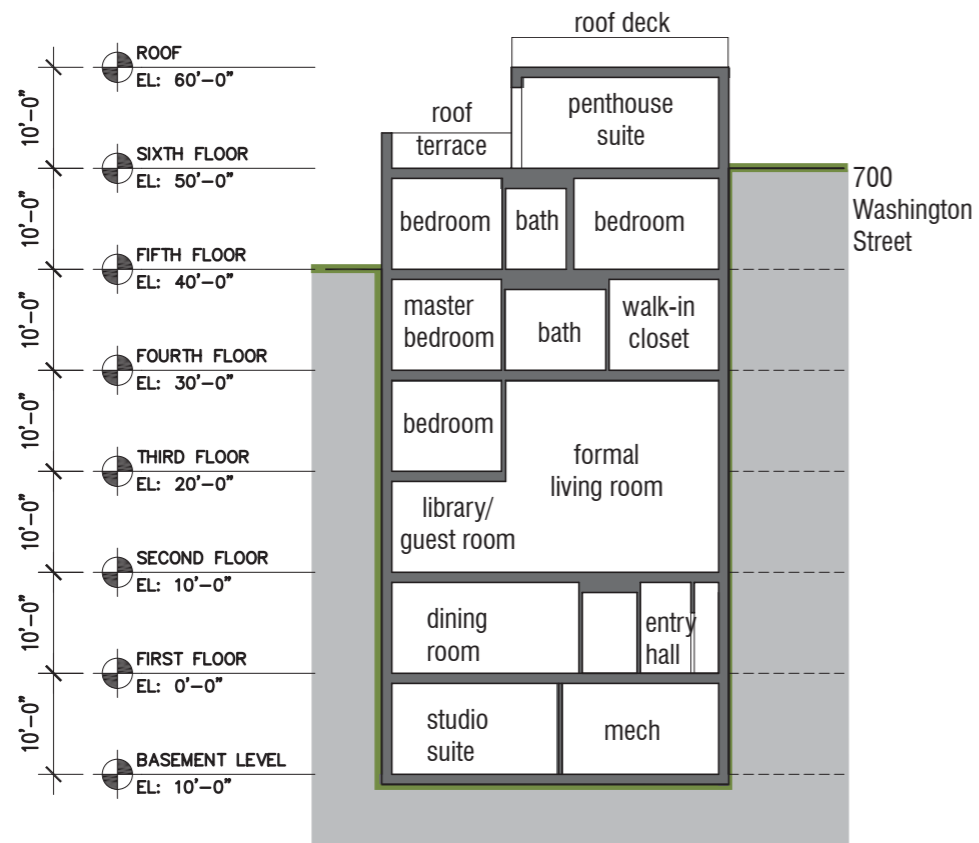 roof deck
ROOF
EL: 60'-0"
10'-0"
roof
terrace
penthouse
suite
SIXTH FLOOR
EL: 50'-0"
700
Washington
Street
10'-0"
bedroom
bath
bedroom
FIFTH FLOOR
EL: 40'-0"
10'-0"
master
bedroom
bath
walk-in
closet
FOURTH FLOOR
EL: 30'-0"
10'-0"
bedroom
formal
living room
THIRD FLOOR
EL: 20'-0"
10'-0"
library/
guest room
SECOND FLOOR
EL: 10'-0"
10'-0"
dining
room
entry
hall
FIRST FLOOR
EL: 0'-0"
10'-0"
studio
suite
mech
BASEMENT LEVEL
EL: 10'-0"